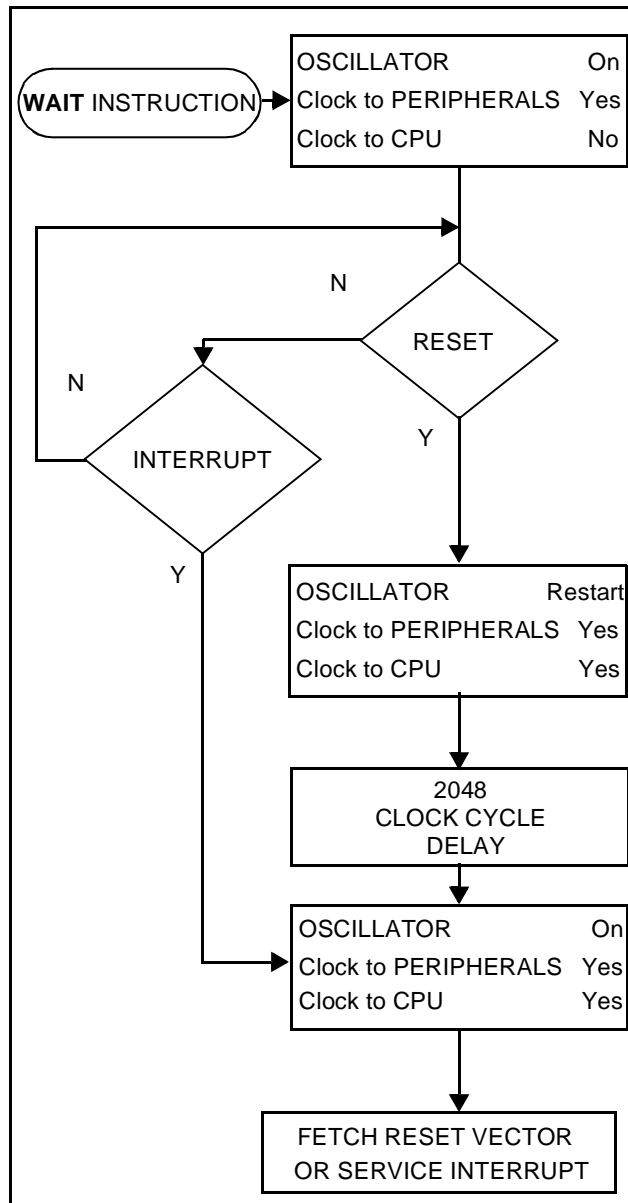 WAIT INSTRUCTION
OSCILLATOR On
Clock to PERIPHERALS Yes
Clock to CPU No
N
RESET
N
INTERRUPT
Y
Y
OSCILLATOR Restart
Clock to PERIPHERALS Yes
Clock to CPU Yes
2048
CLOCK CYCLE
DELAY
OSCILLATOR On
Clock to PERIPHERALS Yes
Clock to CPU Yes
FETCH RESET VECTOR
OR SERVICE INTERRUPT